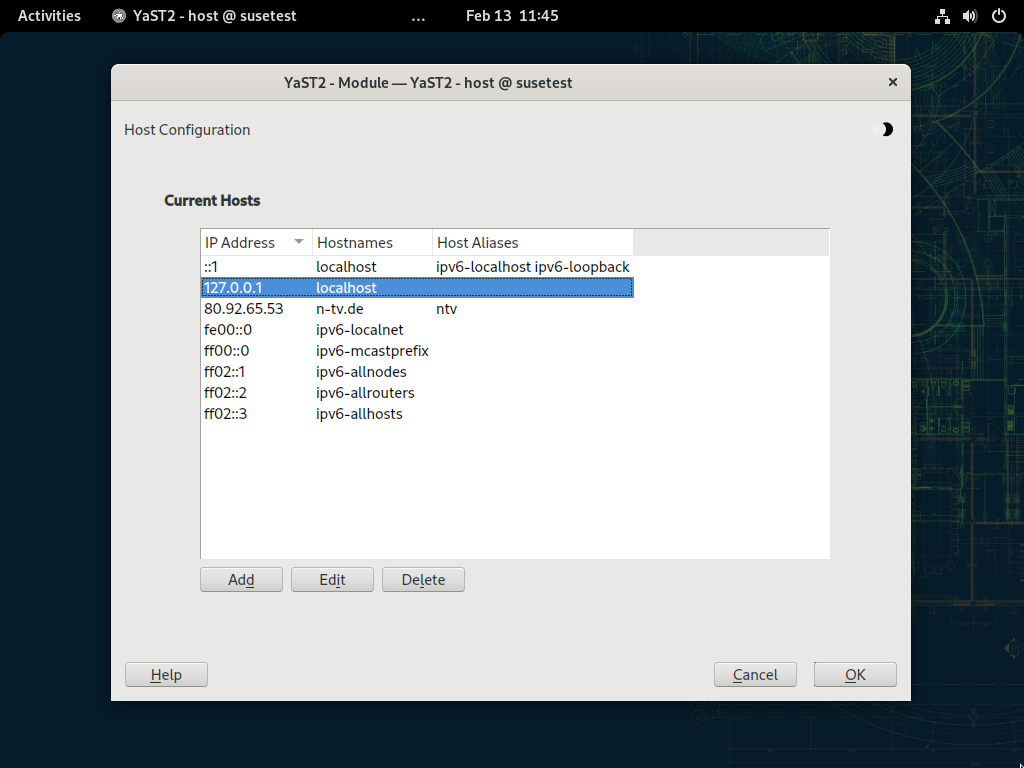 Activities YaST2 - host @ susetest ... Feb 13 11:45
YaST2 - Module — YaST2 - host @ susetest ×
Host Configuration
Current Hosts
IP Address Hostnames Host Aliases
::1 localhost ipv6-localhost ipv6-loopback
127.0.0.1 localhost
80.92.65.53 n-tv.de ntv
fe00::0 ipv6-localnet
ff00::0 ipv6-mcastprefix
ff02::1 ipv6-allnodes
ff02::2 ipv6-allrouters
ff02::3 ipv6-allhosts
Add Edit Delete
Help Cancel OK